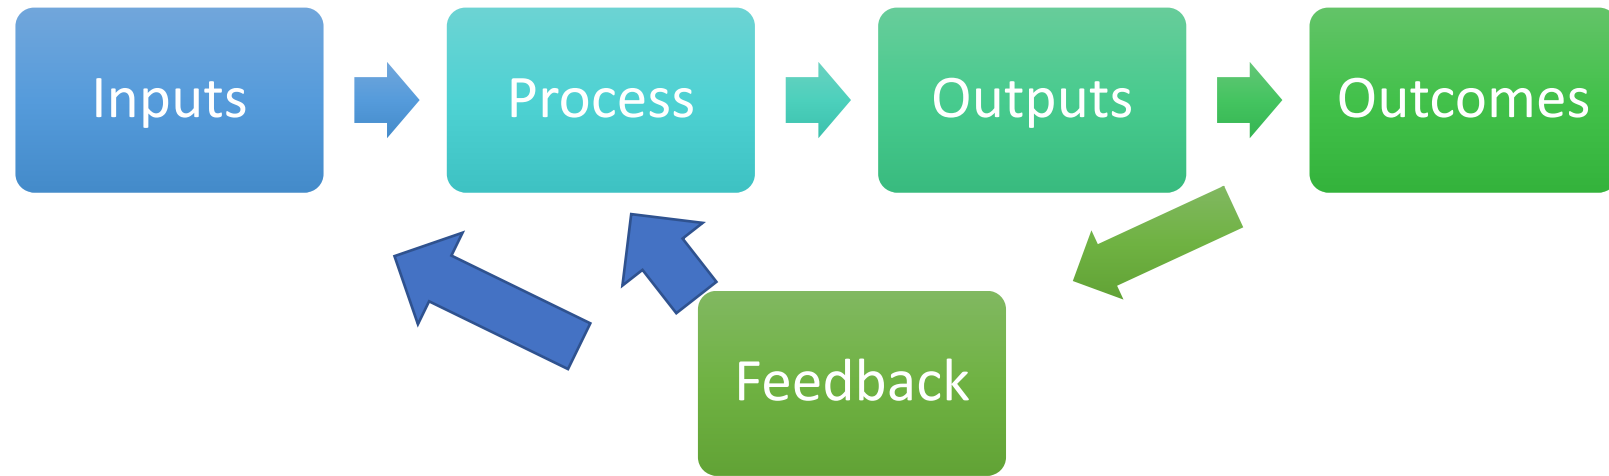 Inputs
Process
Outputs
Outcomes
Feedback